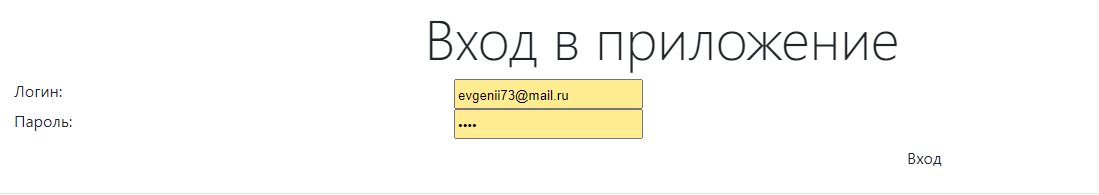 Вход в приложение
Логин: evgenii73@mail.ru
Пароль: ••••
Вход